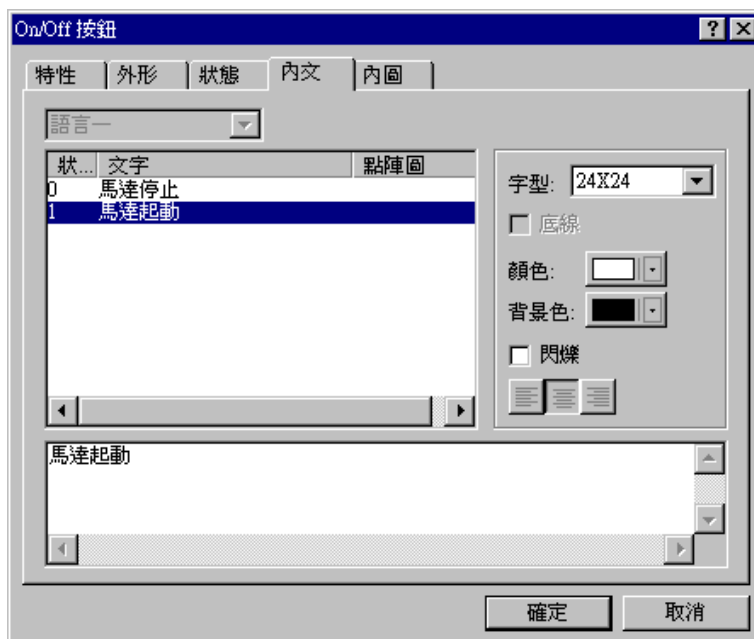 On/Off 按鈕
特性 外形 狀態 內文 內圖
語言一
狀... 文字 點陣圖
0 馬達停止
1 馬達起動
字型: 24X24
底線
顏色:
背景色:
閃爍
馬達起動
確定 取消